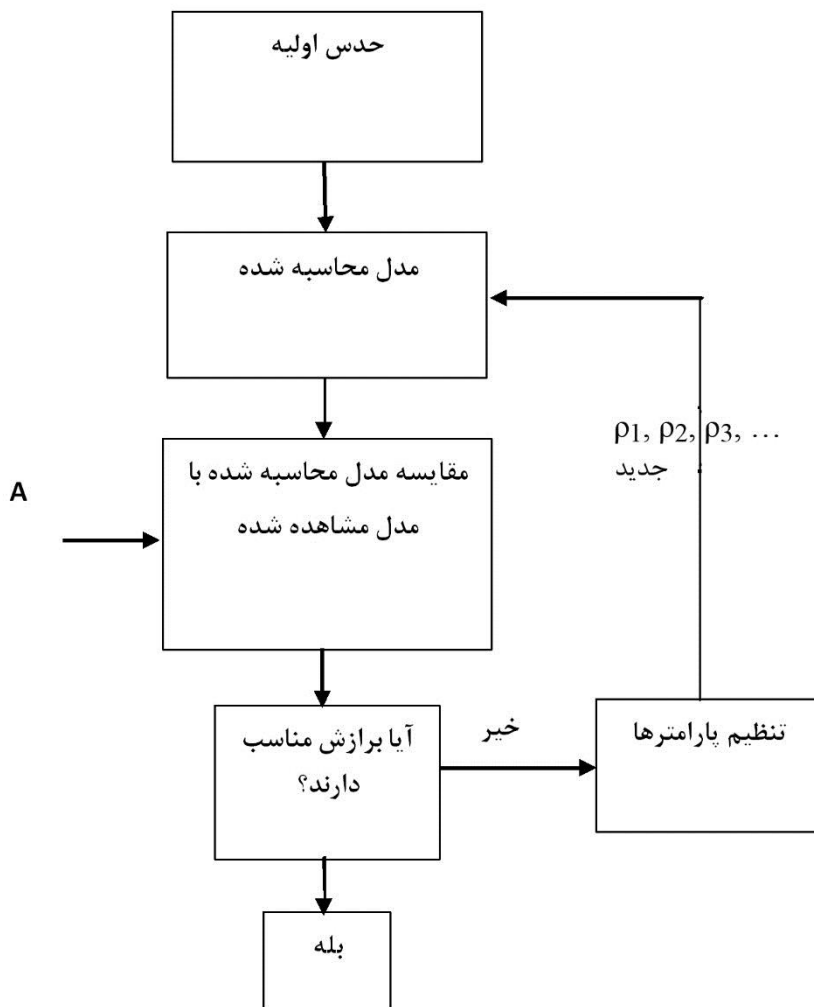 حدس اولیه
مدل محاسبه شده
ρ1, ρ2, ρ3, …
جدید
مقایسه مدل محاسبه شده با
مدل مشاهده شده
A
آیا برازش مناسب
دارند؟
خیر
تنظیم پارامترها
بله